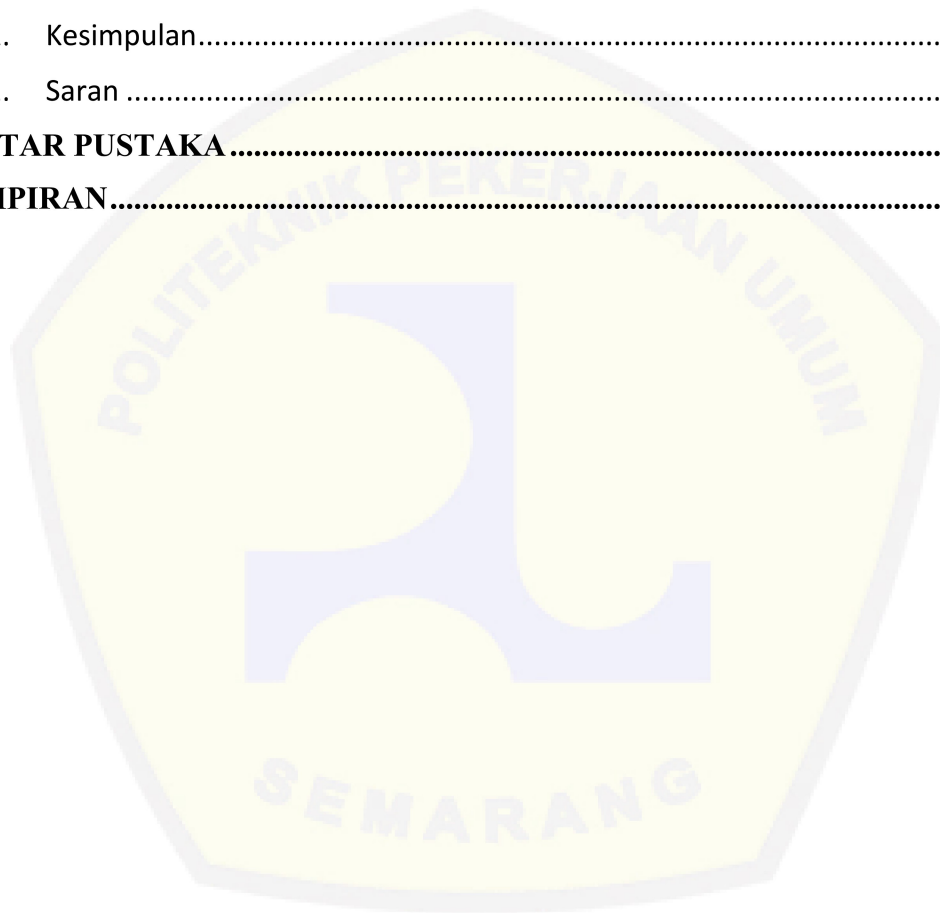 . Kesimpulan................................................................................................
. Saran ................................................................................................
TAR PUSTAKA................................................................................................
IPIRAN................................................................................................
POLITEKNIK PEKERJAAN UMUM
SEMARANG